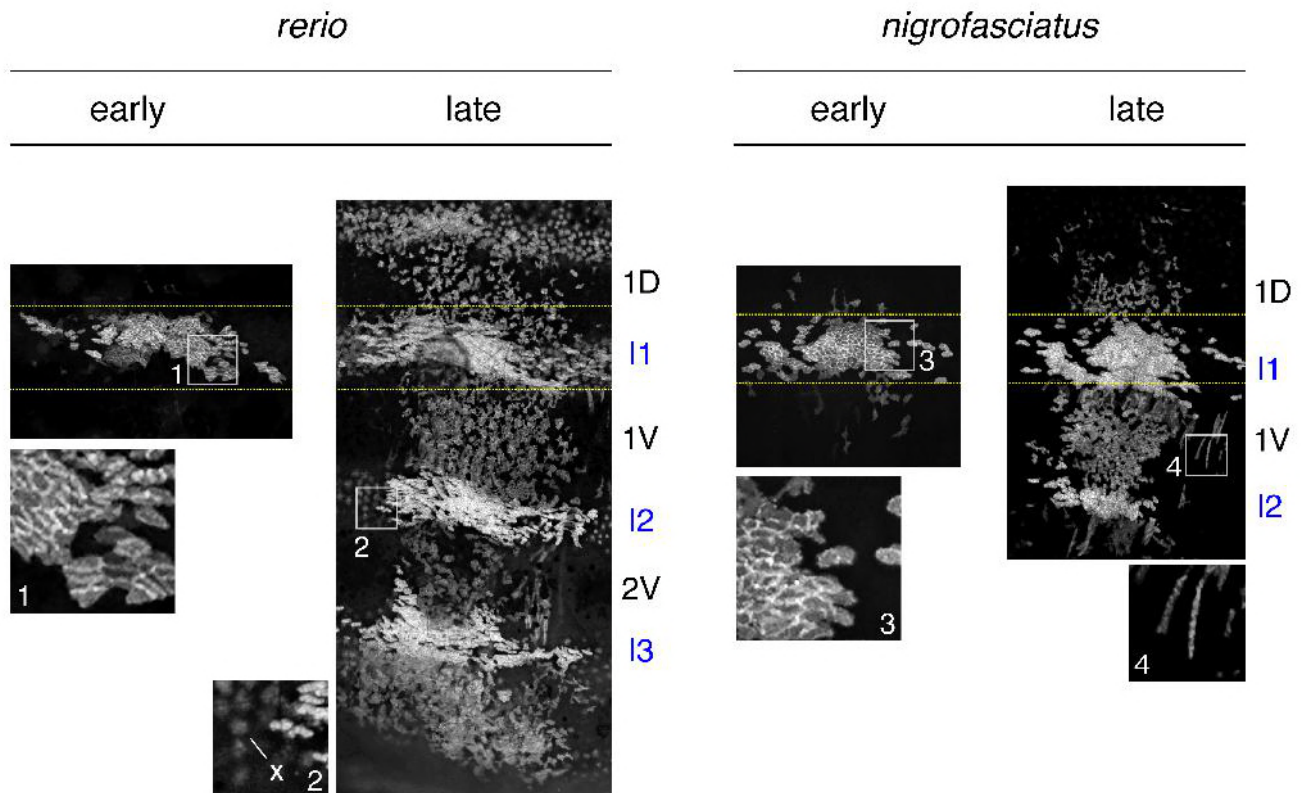 rerio
nigrofasciatus
early
late
early
late
1D
I1
1V
I2
2V
I3
1D
I1
1V
I2
1
2
3
4
1
x
2
3
4